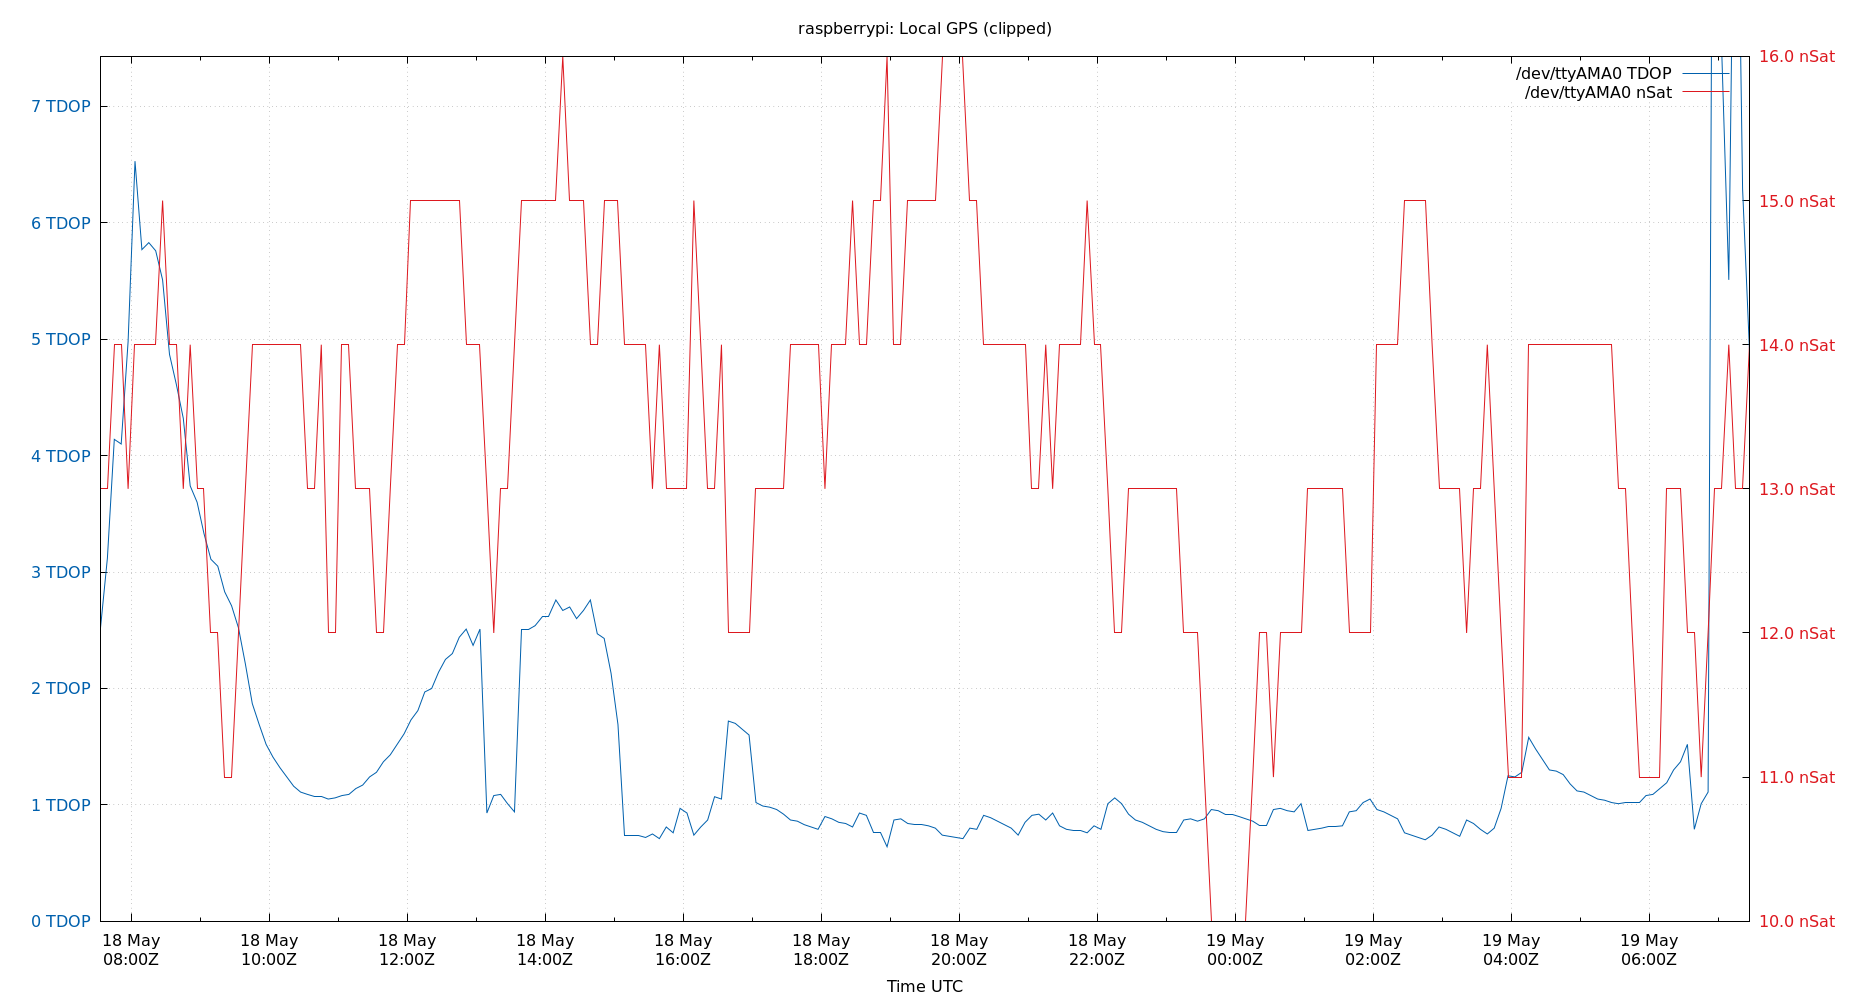 raspberrypi: Local GPS (clipped)
/dev/ttyAMA0 TDOP
/dev/ttyAMA0 nSat
7 TDOP
6 TDOP
5 TDOP
4 TDOP
3 TDOP
2 TDOP
1 TDOP
0 TDOP
16.0 nSat
15.0 nSat
14.0 nSat
13.0 nSat
12.0 nSat
11.0 nSat
10.0 nSat
18 May
08:00Z
18 May
10:00Z
18 May
12:00Z
18 May
14:00Z
18 May
16:00Z
18 May
18:00Z
18 May
20:00Z
18 May
22:00Z
19 May
00:00Z
19 May
02:00Z
19 May
04:00Z
19 May
06:00Z
Time UTC